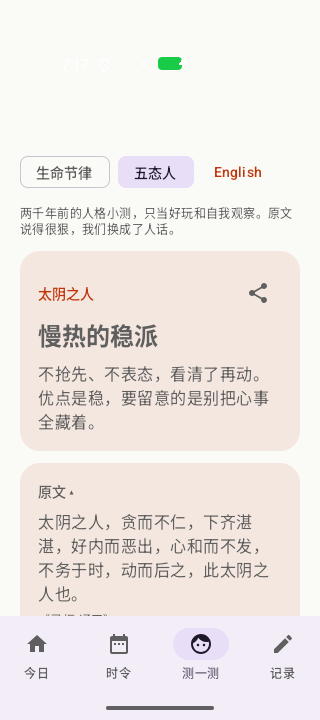 生命节律
五态人
English
两千年前的人格小测，只当好玩和自我观察。原文
说得很狠，我们换成了人话。
太阴之人
慢热的稳派
不抢先、不表态，看清了再动。
优点是稳，要留意的是别把心事
全藏着。
原文
太阴之人，贪而不仁，下齐湛
湛，好内而恶出，心和而不发，
不务于时，动而后之，此太阴之
人也。
今日
时令
测一测
记录